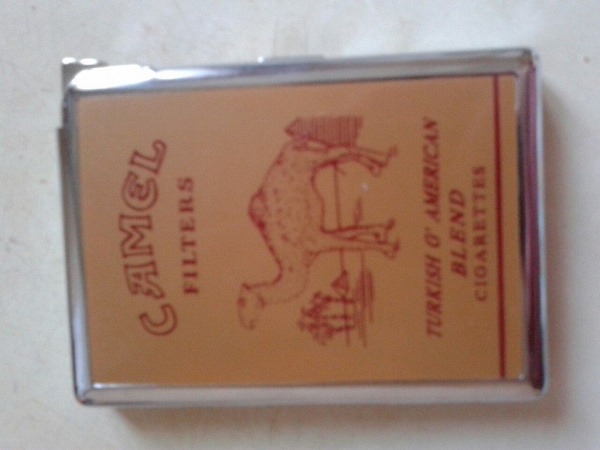 CAMEL
FILTERS
TURKISH & AMERICAN
BLEND
CIGARETTES